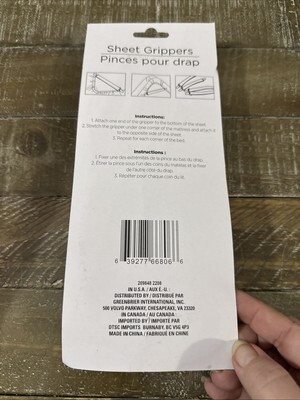 Sheet Grippers
Pinces pour drap
Instructions:
1. Attach one end of the gripper to the bottom of the sheet.
2. Stretch the gripper under one corner of the mattress and attach it
to the opposite side of the sheet.
3. Repeat for each corner of the bed.
Instructions :
1. Fixer une des extrémités de la pince au bas du drap.
2. Étirer la pince sous l'un des coins du matelas et la fixer
de l'autre côté du drap.
3. Répéter pour chaque coin du lit.
6 39277 66806 6
209648 2208
IN U.S.A. / AUX É.-U. :
DISTRIBUTED BY / DISTRIBUÉ PAR
GREENBRIER INTERNATIONAL, INC.
500 VOLVO PARKWAY, CHESAPEAKE, VA 23320
IN CANADA / AU CANADA :
IMPORTED BY / IMPORTÉ PAR
DTSC IMPORTS BURNABY, BC V5G 4P3
MADE IN CHINA / FABRIQUÉ EN CHINE